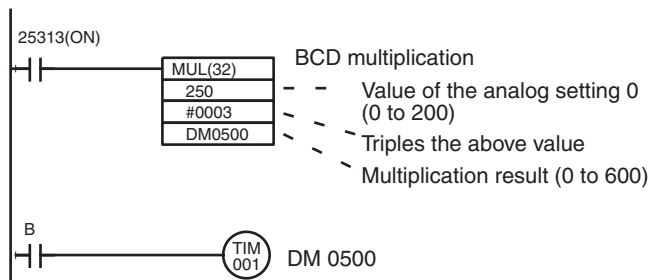 25313(ON)
MUL(32)
250
#0003
DM0500
BCD multiplication
Value of the analog setting 0
(0 to 200)
Triples the above value
Multiplication result (0 to 600)
B
TIM
001
DM 0500